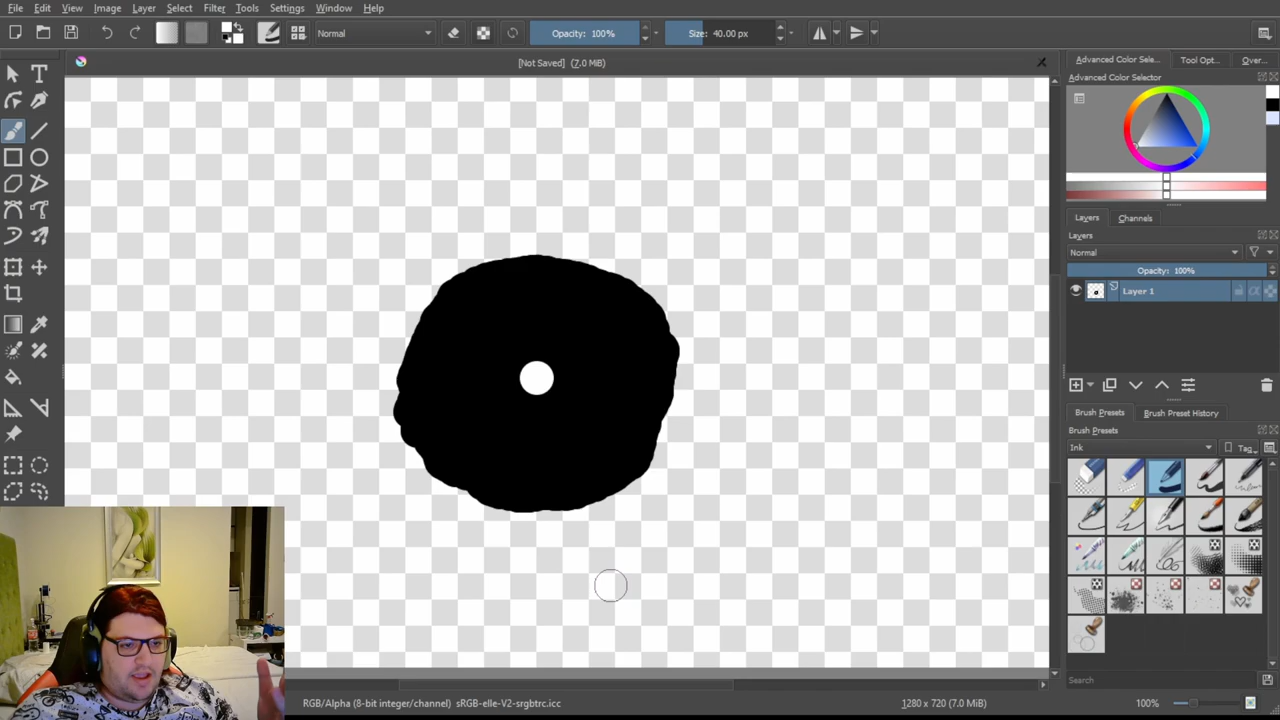 File Edit View Image Layer Select Filter Tools Settings Window Help
Normal Opacity: 100% Size: 40.00 px
[Not Saved] (7.0 MiB)
Advanced Color Sele... Tool Opt... Over...
Advanced Color Selector
Layers Channels
Layers
Normal
Opacity: 100%
Layer 1
Brush Presets Brush Preset History
Brush Presets
Ink Tag
Search
RGB/Alpha (8-bit integer/channel) sRGB-elle-V2-srgbtrc.icc 1280 x 720 (7.0 MiB) 100%